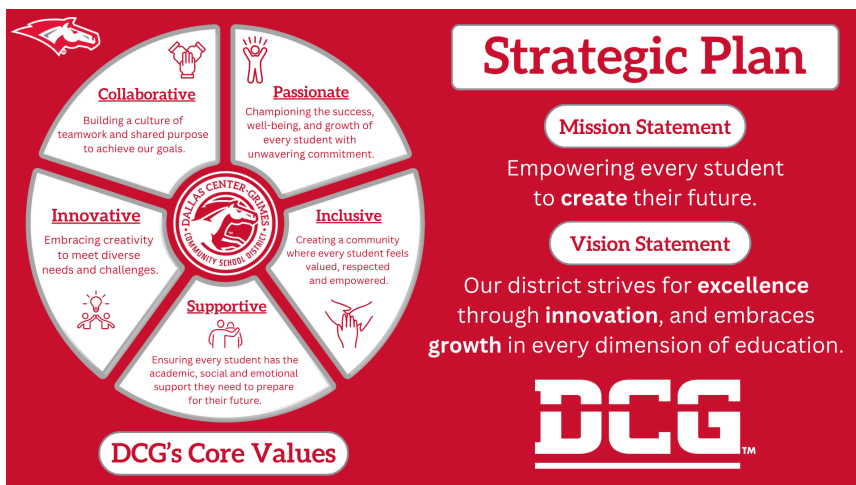 Collaborative
Building a culture of
teamwork and shared purpose
to achieve our goals.
Passionate
Championing the success,
well-being, and growth of
every student with
unwavering commitment.
Innovative
Embracing creativity
to meet diverse
needs and challenges.
DALLAS CENTER-GRIMES
COMMUNITY SCHOOL DISTRICT
Inclusive
Creating a community
where every student feels
valued, respected
and empowered.
Supportive
Ensuring every student has the
academic, social and emotional
support they need to prepare
for their future.
DCG's Core Values
Strategic Plan
Mission Statement
Empowering every student
to create their future.
Vision Statement
Our district strives for excellence
through innovation, and embraces
growth in every dimension of education.
DCG™